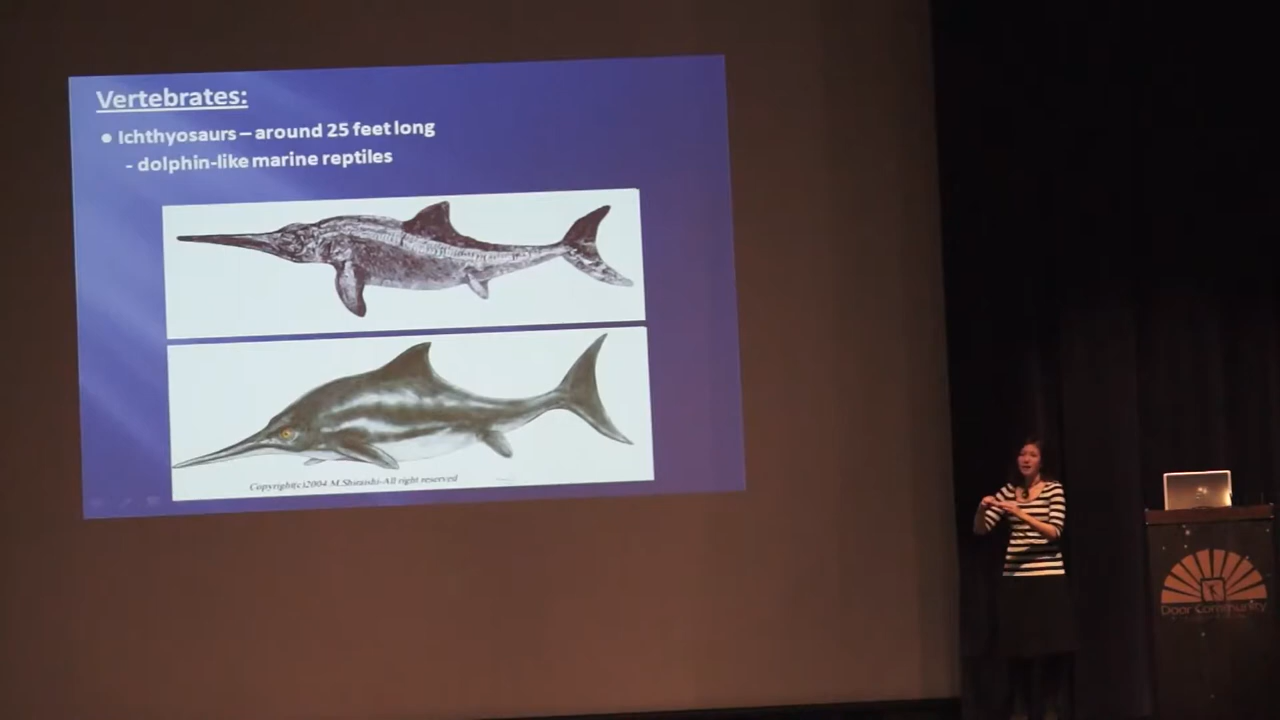 Vertebrates:
● Ichthyosaurs – around 25 feet long
- dolphin-like marine reptiles
Copyright(c)2004 M.Shiraishi-All right reserved
Door Community